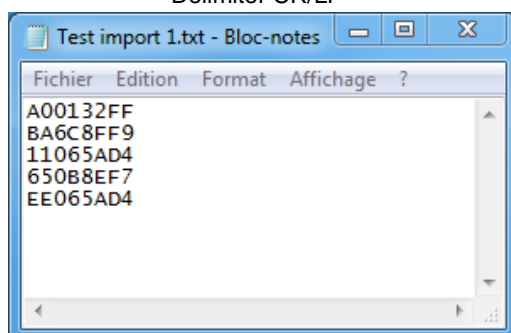 Delimiter CR/LF
Test import 1.txt - Bloc-notes
Fichier Edition Format Affichage ?
A00132FF
BA6C8FF9
11065AD4
650B8EF7
EE065AD4